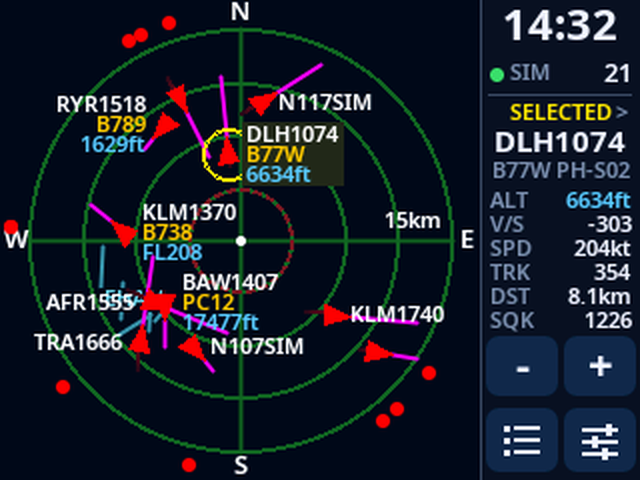 N
14:32
SIM 21
SELECTED >
DLH1074
B77W PH-S02
ALT 6634ft
V/S -303
SPD 204kt
TRK 354
DST 8.1km
SQK 1226
-
+
RYR1518
B789
1629ft
N117SIM
DLH1074
B77W
6634ft
KLM1370
B738
FL208
15km
W
E
BAW1407
PC12
17477ft
AFR1555
TRA1666
N107SIM
KLM1740
S